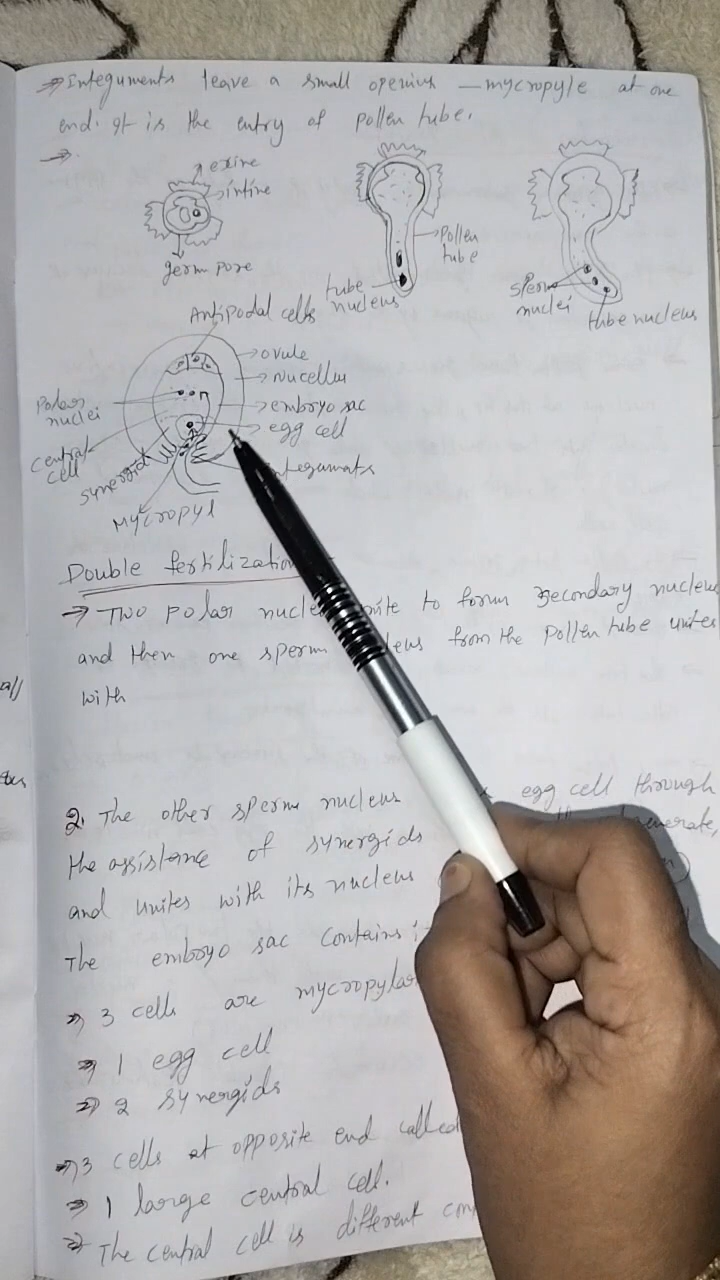 ⇒ Integuments leave a small opening — mycropyle at one
end. It is the entry of pollen tube.
→
exine
intine
germ pore
Pollen tube
tube nucleus
sperm nuclei
tube nucleus
Antipodal cells
ovule
nucellus
Polar nuclei
embryo sac
egg cell
central cell
synergid
Mycropyl
Double fertilization
→ Two polar nuclei to form secondary nucleus
and then one sperm from the pollen tube unites
with
2. The other sperm nucleus egg cell through
the assistance of synergids
and unites with its nucleus
The embryo sac contains
⇒ 3 cells are mycropylar
⇒ 1 egg cell
⇒ 2 synergids
⇒ 3 cells at opposite end called
⇒ 1 large central cell.
⇒ The central cell is different